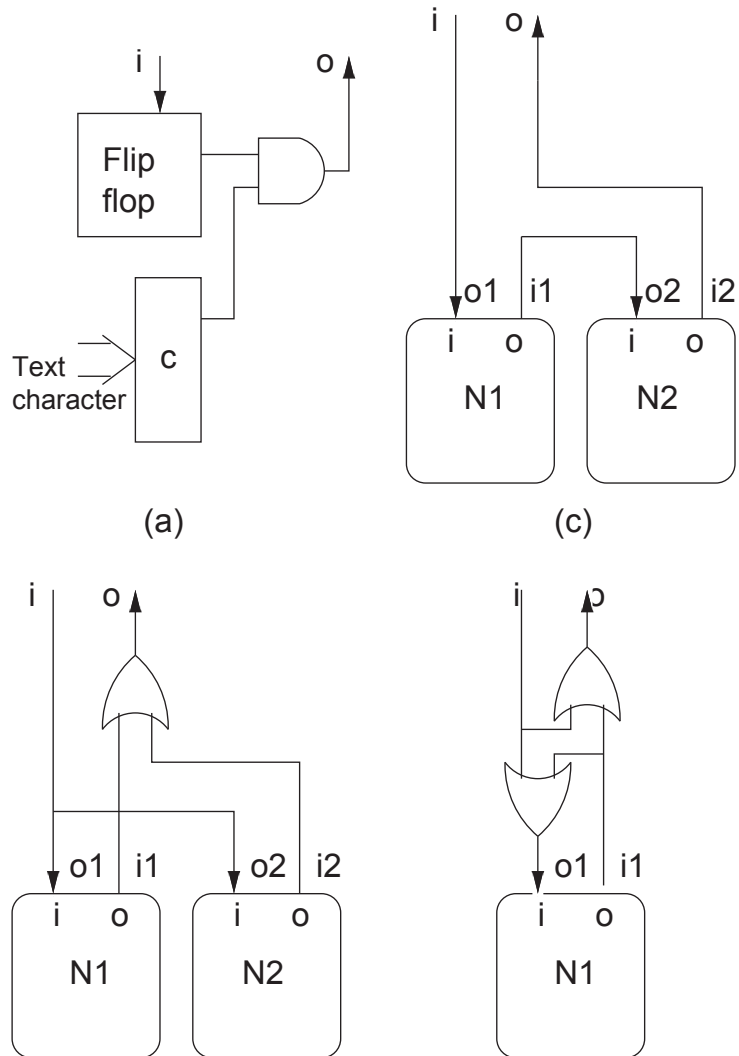 i o
Flip
flop
c
Text
character
(a)
i o
o1 i1 o2 i2
i o i o
N1 N2
(c)
i o
o1 i1 o2 i2
i o i o
N1 N2
i o
o1 i1
i o
N1